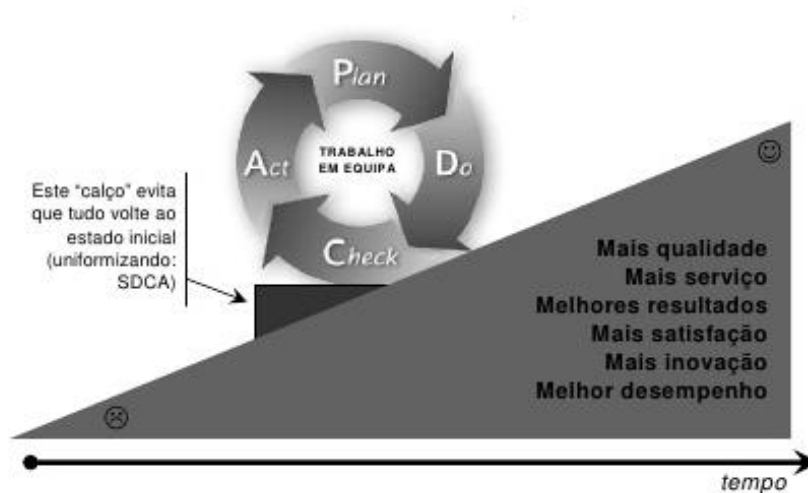 Plan
Act
TRABALHO
EM EQUIPA
Do
Check
Este “calço” evita
que tudo volte ao
estado inicial
(uniformizando:
SDCA)
Mais qualidade
Mais serviço
Melhores resultados
Mais satisfação
Mais inovação
Melhor desempenho
tempo